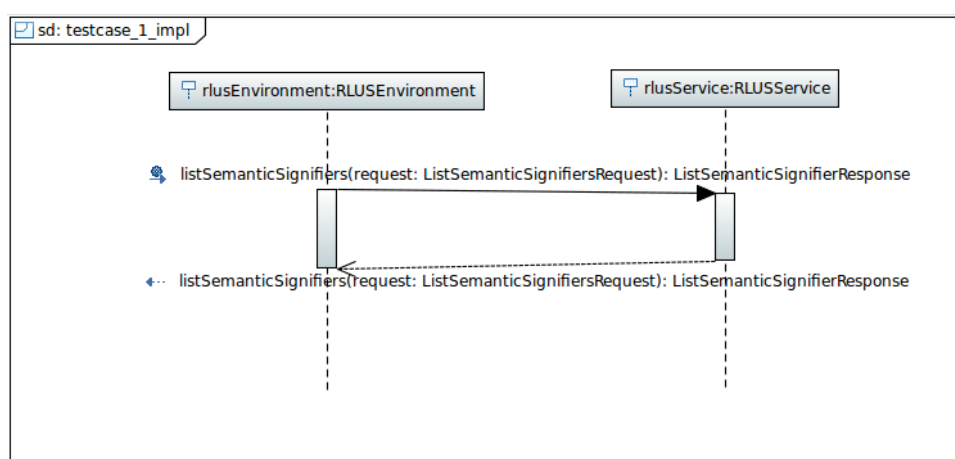 sd: testcase_1_impl
rlusEnvironment:RLUSEnvironment
rlusService:RLUSService
listSemanticSignifiers(request: ListSemanticSignifiersRequest): ListSemanticSignifierResponse
listSemanticSignifiers(request: ListSemanticSignifiersRequest): ListSemanticSignifierResponse